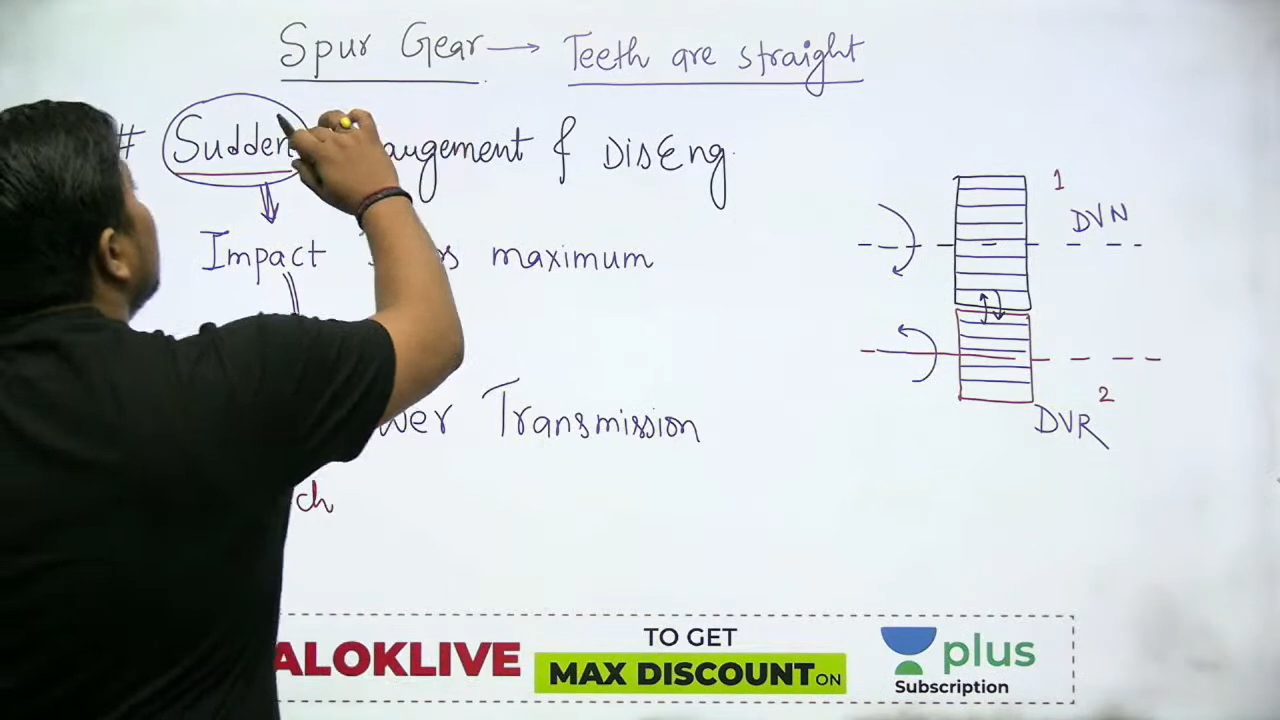 Spur Gear → Teeth are straight
# Sudden augement & DisEng.
1
DVN
Impact maximum
2
DVR
wer Transmission
ch
ALOKLIVE
TO GET
MAX DISCOUNT ON
plus
Subscription